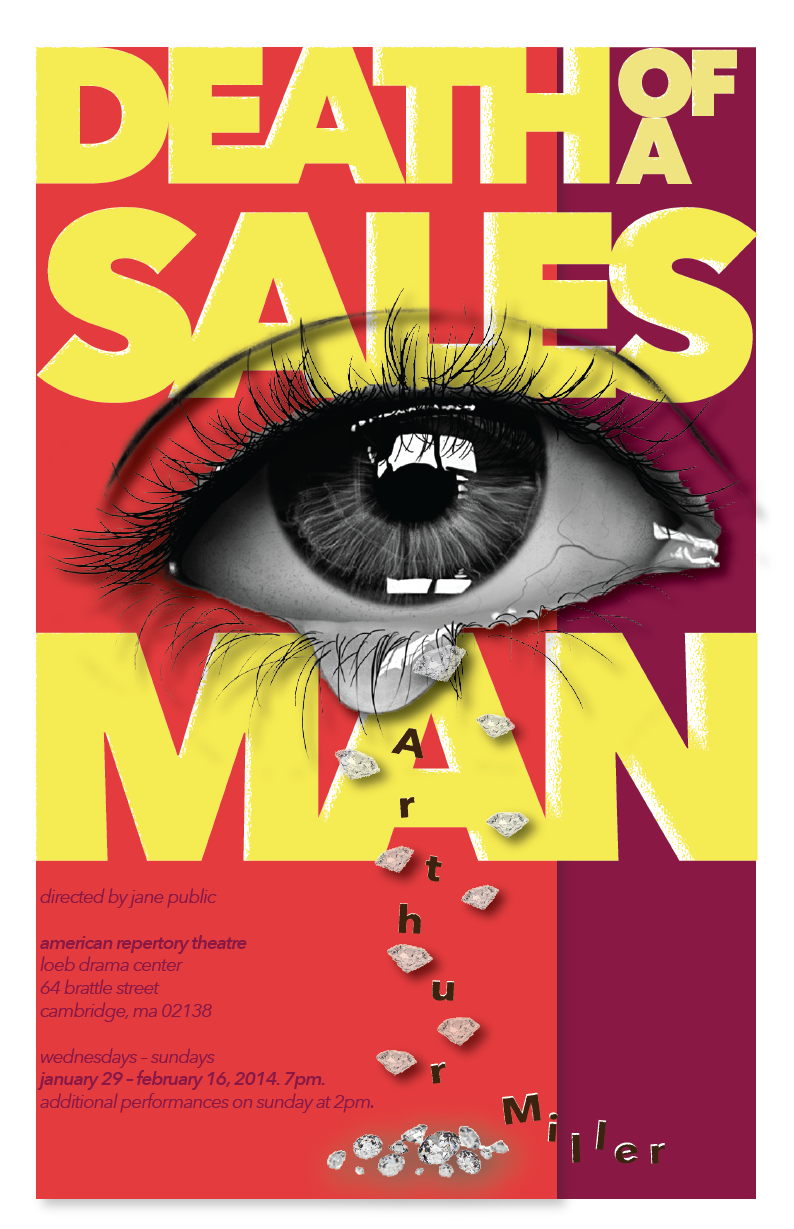 DEATH OF
A
SALES
MAN
Arthur
Miller
directed by jane public
american repertory theatre
loeb drama center
64 brattle street
cambridge, ma 02138
wednesdays – sundays
january 29 – february 16, 2014. 7pm.
additional performances on sunday at 2pm.